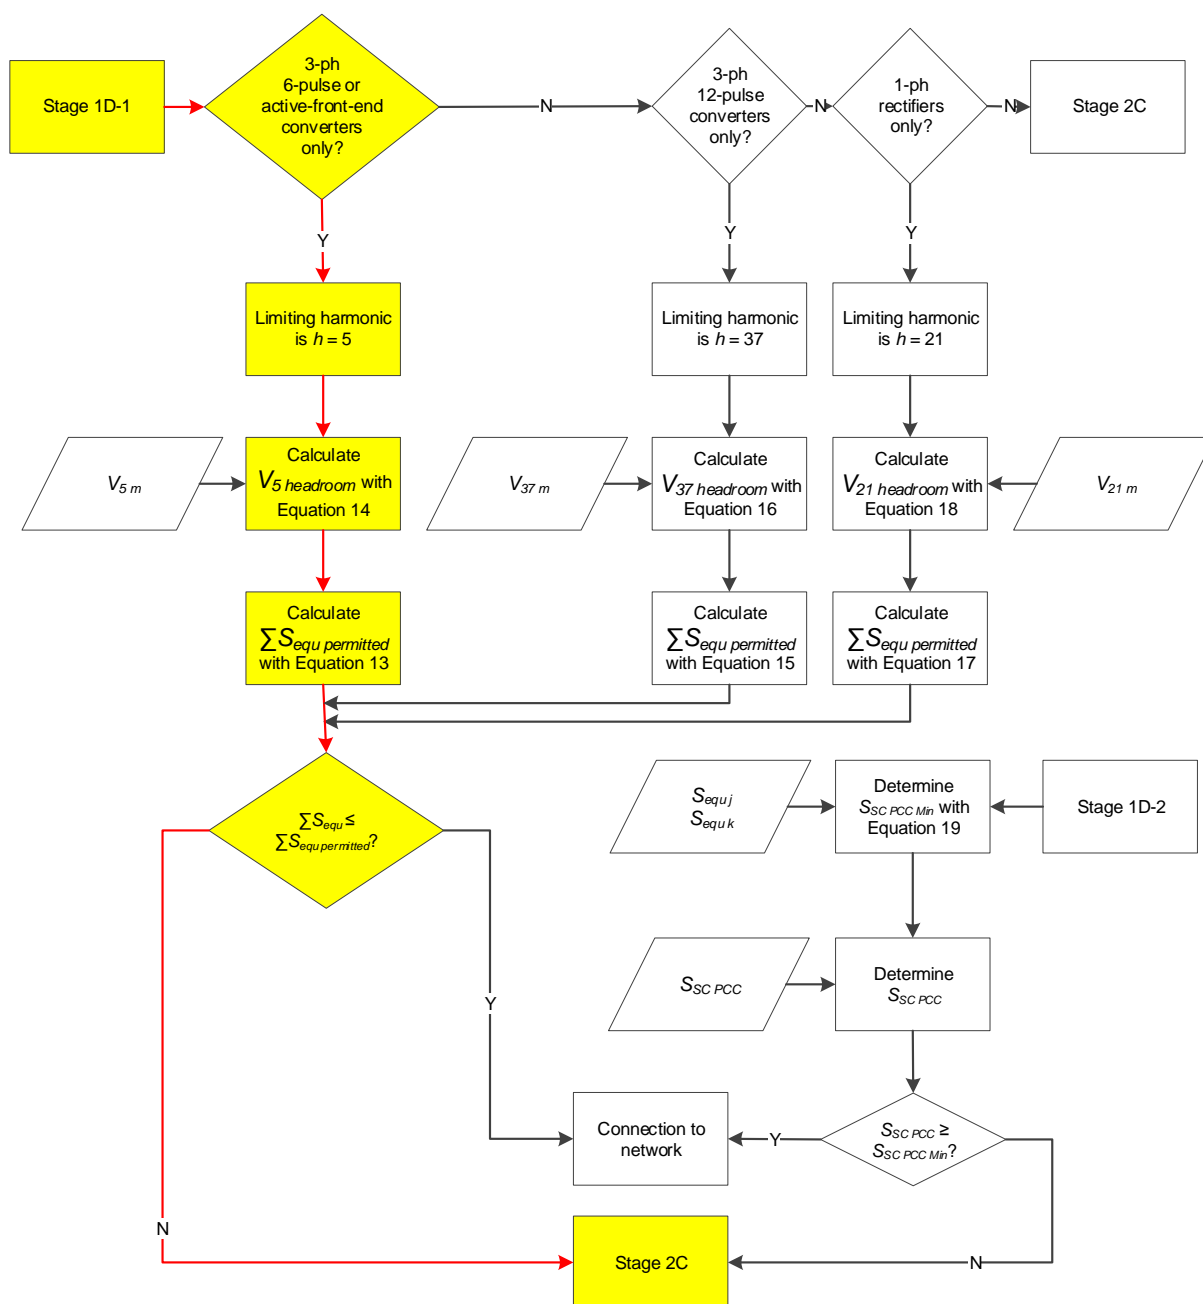 Stage 1D-1
3-ph
6-pulse or
active-front-end
converters
only?
N
3-ph
12-pulse
converters
only?
N
1-ph
rectifiers
only?
N
Stage 2C
Y
Y
Y
Limiting harmonic
is h = 5
Limiting harmonic
is h = 37
Limiting harmonic
is h = 21
V5 m
Calculate
V5 headroom with
Equation 14
V37 m
Calculate
V37 headroom with
Equation 16
Calculate
V21 headroom with
Equation 18
V21 m
Calculate
∑Sequ permitted
with Equation 13
Calculate
∑Sequ permitted
with Equation 15
Calculate
∑Sequ permitted
with Equation 17
∑Sequ ≤
∑Sequ permitted?
Sequ j
Sequ k
Determine
SSC PCC Min with
Equation 19
Stage 1D-2
SSC PCC
Determine
SSC PCC
Y
Connection to
network
Y
SSC PCC ≥
SSC PCC Min?
N
Stage 2C
N